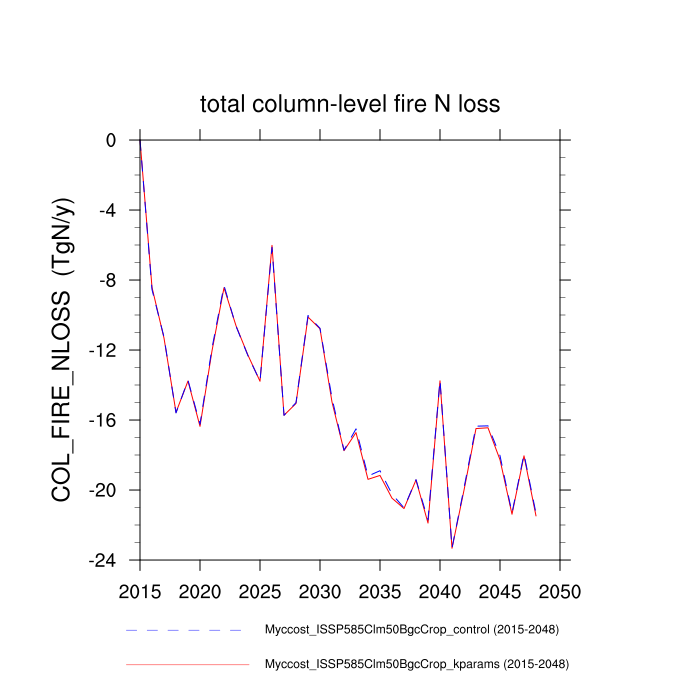 total column-level fire N loss
0
-4
-8
-12
-16
-20
-24
COL_FIRE_NLOSS (TgN/y)
2015 2020 2025 2030 2035 2040 2045 2050
Myccost_ISSP585Clm50BgcCrop_control (2015-2048)
Myccost_ISSP585Clm50BgcCrop_kparams (2015-2048)